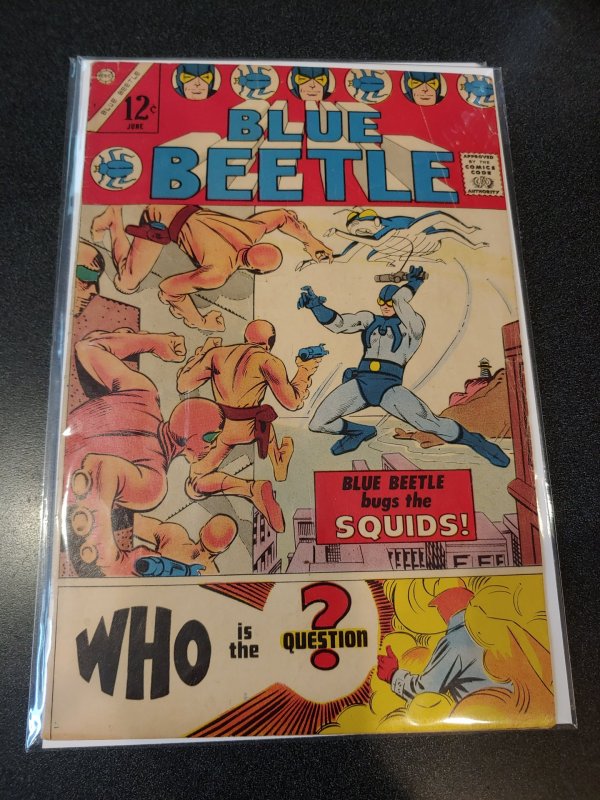 BLUE BEETLE
12¢
JUNE
BLUE
BEETLE
APPROVED
BY THE
COMICS
CODE
AUTHORITY
BLUE BEETLE
bugs the
SQUIDS!
WHO is the ? QUESTION